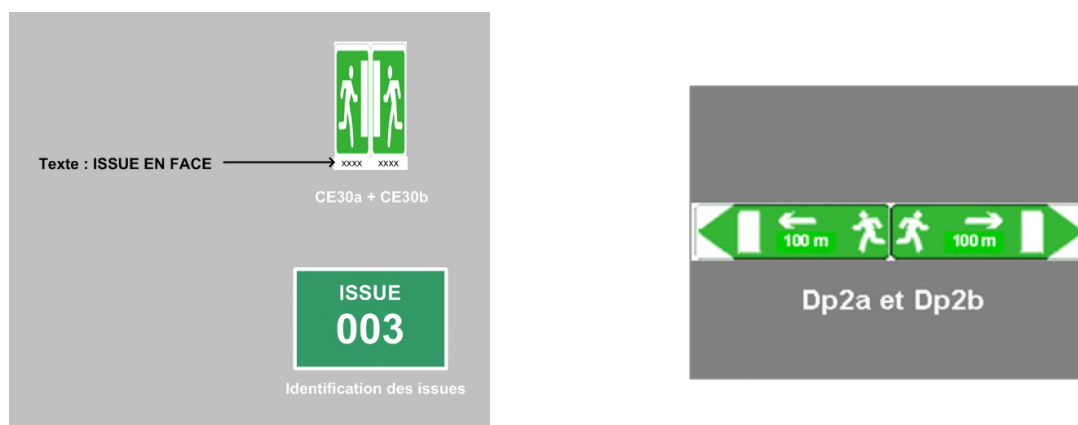 Texte : ISSUE EN FACE
xxxx xxxx
CE30a + CE30b
ISSUE
003
Identification des issues
100 m 100 m
Dp2a et Dp2b